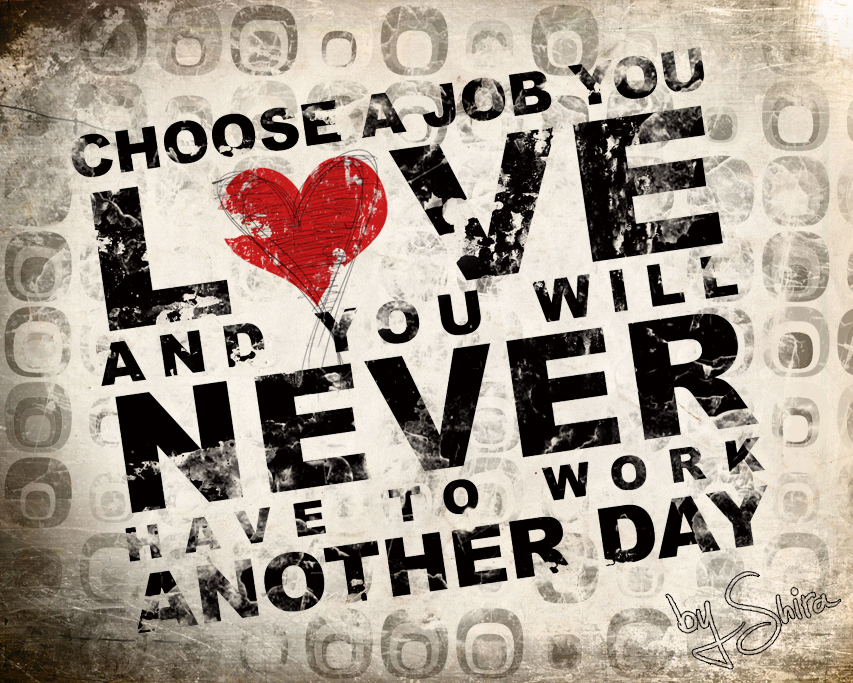 CHOOSE A JOB YOU
LOVE
AND YOU WILL
NEVER
HAVE TO WORK
ANOTHER DAY
by Shira